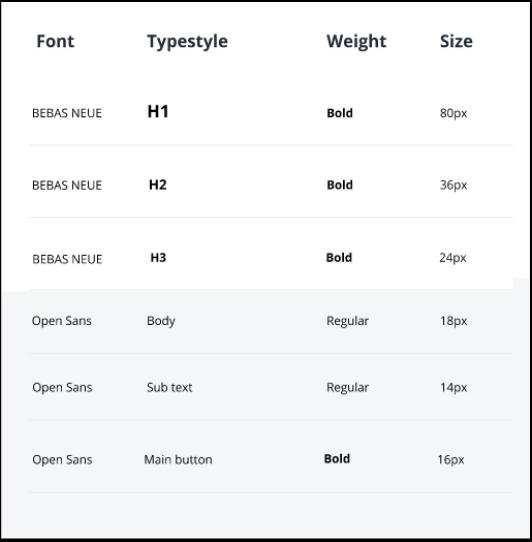 Font Typestyle Weight Size
BEBAS NEUE H1 Bold 80px
BEBAS NEUE H2 Bold 36px
BEBAS NEUE H3 Bold 24px
Open Sans Body Regular 18px
Open Sans Sub text Regular 14px
Open Sans Main button Bold 16px